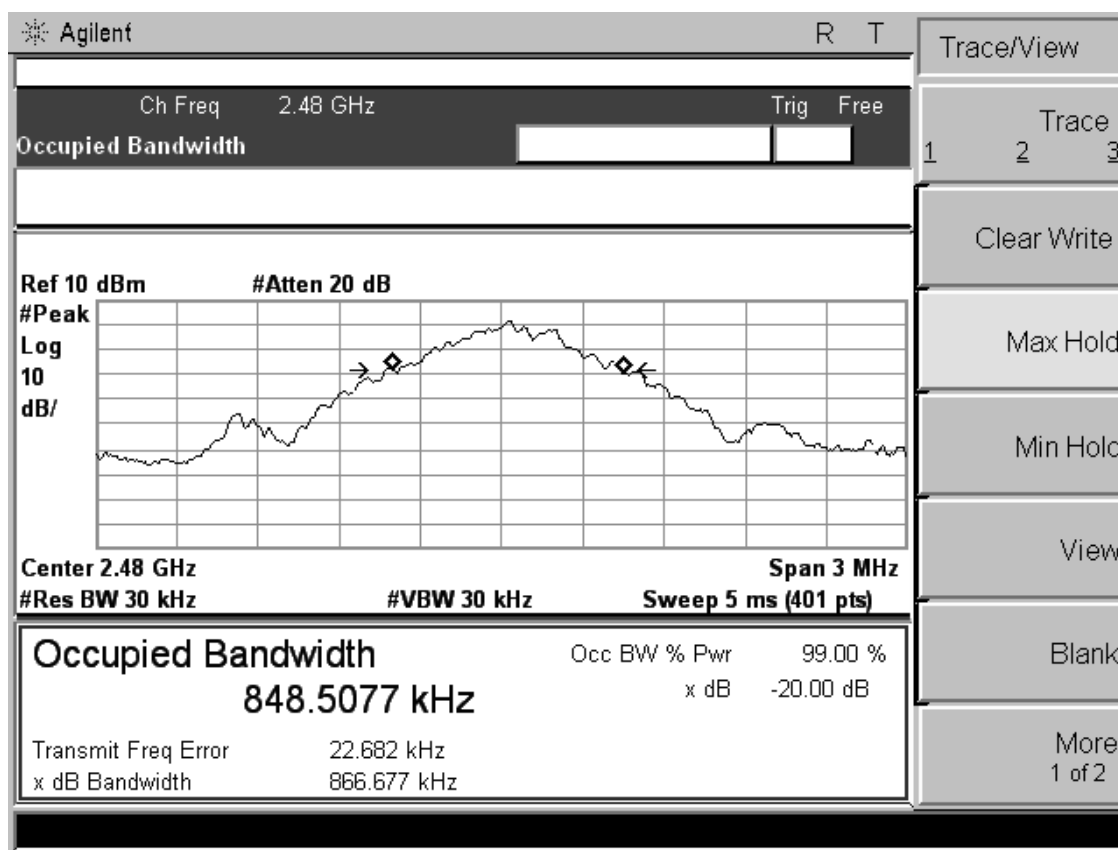 Agilent
R T
Ch Freq 2.48 GHz
Trig Free
Occupied Bandwidth
Ref 10 dBm
#Atten 20 dB
#Peak
Log
10
dB/
Center 2.48 GHz
Span 3 MHz
#Res BW 30 kHz
#VBW 30 kHz
Sweep 5 ms (401 pts)
Occupied Bandwidth
848.5077 kHz
Occ BW % Pwr 99.00 %
x dB -20.00 dB
Transmit Freq Error 22.682 kHz
x dB Bandwidth 866.677 kHz
Trace/View
Trace
1 2 3
Clear Write
Max Hold
Min Hold
View
Blank
More
1 of 2